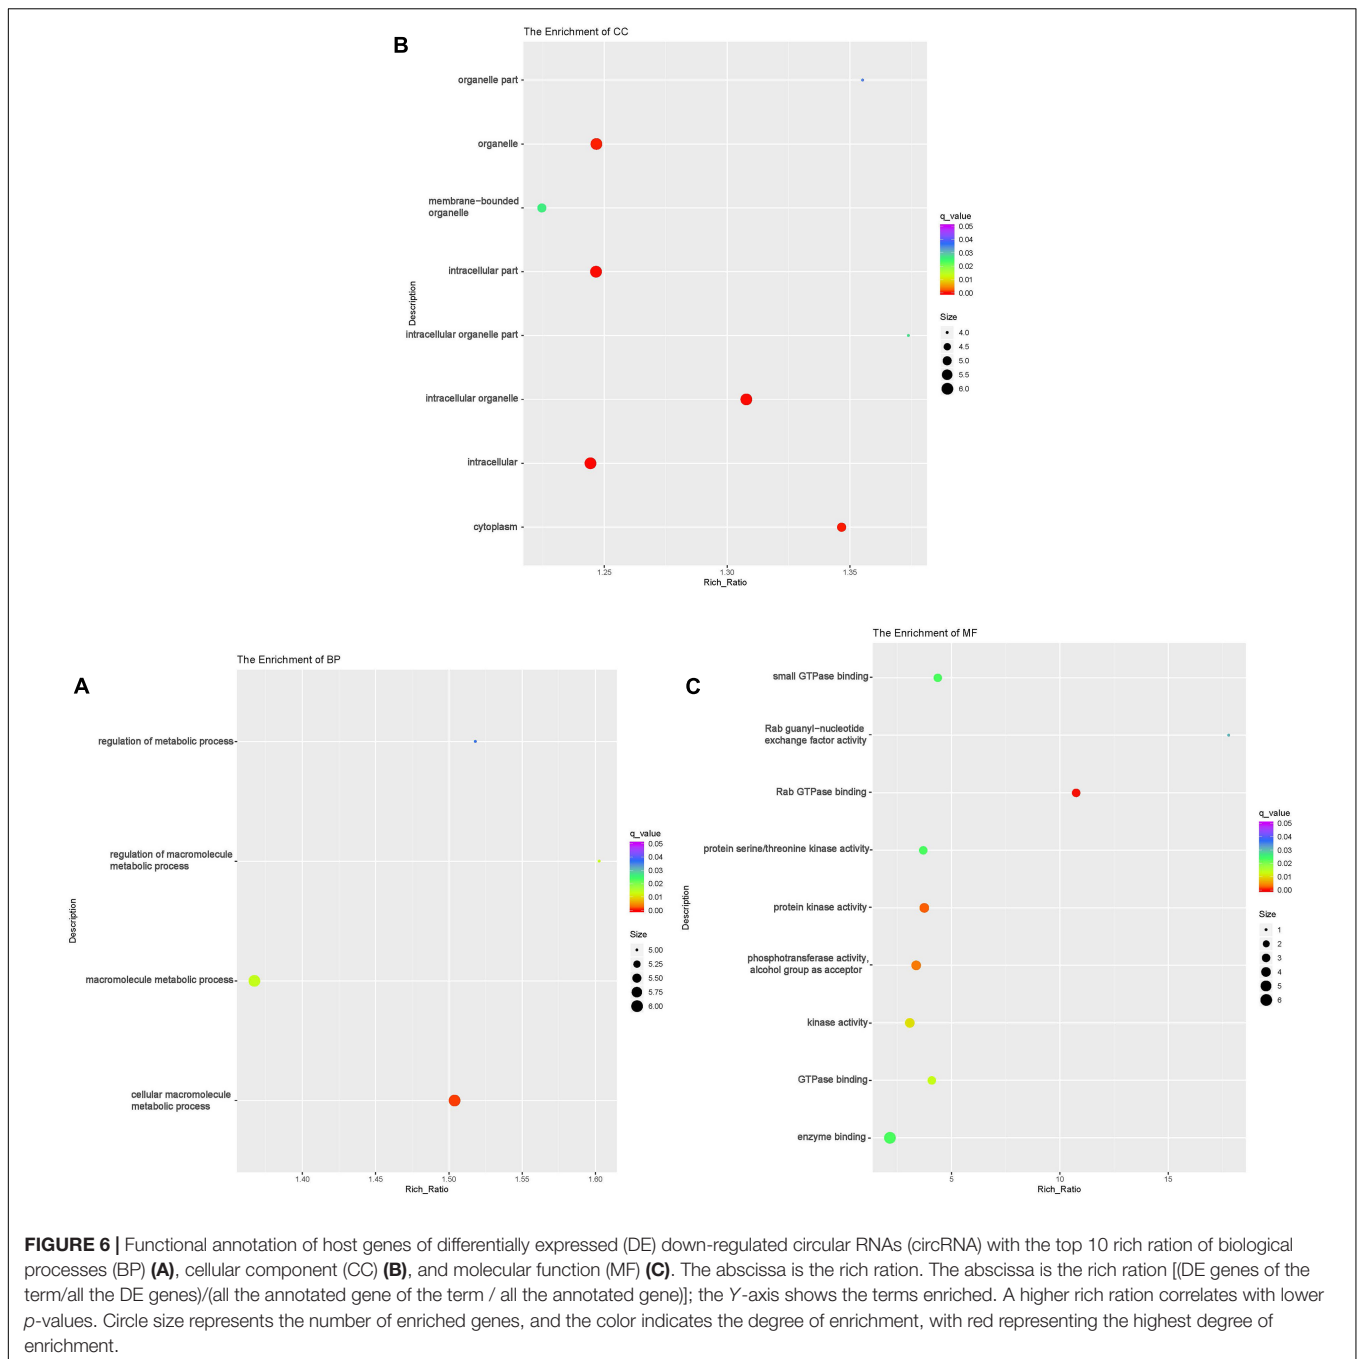 B
The Enrichment of CC
organelle part
organelle
membrane−bounded
organelle
intracellular part
intracellular organelle part
intracellular organelle
intracellular
cytoplasm
Description
1.25 1.30 1.35
Rich_Ratio
q_value
0.05
0.04
0.03
0.02
0.01
0.00
Size
4.0
4.5
5.0
5.5
6.0
A
The Enrichment of BP
regulation of metabolic process
regulation of macromolecule
metabolic process
macromolecule metabolic process
cellular macromolecule
metabolic process
Description
1.40 1.45 1.50 1.55 1.60
Rich_Ratio
q_value
0.05
0.04
0.03
0.02
0.01
0.00
Size
5.00
5.25
5.50
5.75
6.00
C
The Enrichment of MF
small GTPase binding
Rab guanyl−nucleotide
exchange factor activity
Rab GTPase binding
protein serine/threonine kinase activity
protein kinase activity
phosphotransferase activity,
alcohol group as acceptor
kinase activity
GTPase binding
enzyme binding
Description
5 10 15
Rich_Ratio
q_value
0.05
0.04
0.03
0.02
0.01
0.00
Size
1
2
3
4
5
6
FIGURE 6 | Functional annotation of host genes of differentially expressed (DE) down-regulated circular RNAs (circRNA) with the top 10 rich ration of biological
processes (BP) (A), cellular component (CC) (B), and molecular function (MF) (C). The abscissa is the rich ration. The abscissa is the rich ration [(DE genes of the
term/all the DE genes)/(all the annotated gene of the term / all the annotated gene)]; the Y-axis shows the terms enriched. A higher rich ration correlates with lower
p-values. Circle size represents the number of enriched genes, and the color indicates the degree of enrichment, with red representing the highest degree of
enrichment.